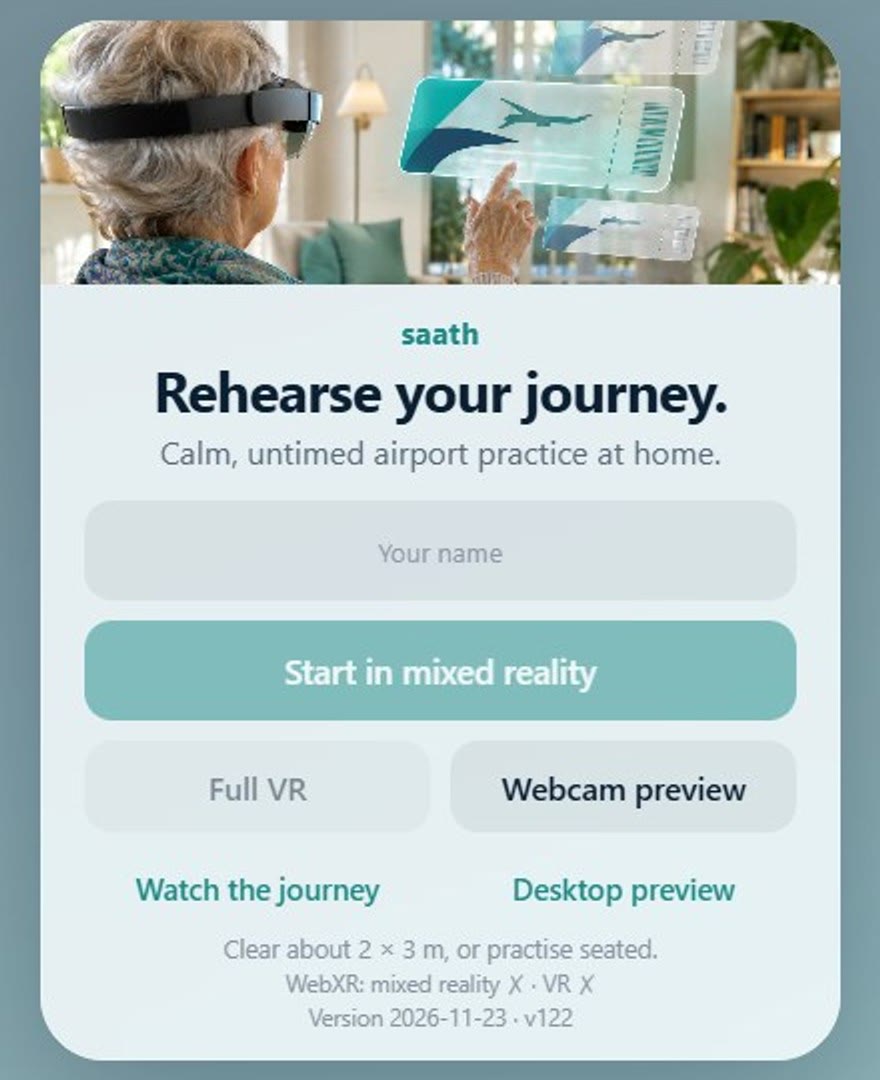 saath
Rehearse your journey.
Calm, untimed airport practice at home.
Your name
Start in mixed reality
Full VR
Webcam preview
Watch the journey
Desktop preview
Clear about 2 × 3 m, or practise seated.
WebXR: mixed reality ✗ · VR ✗
Version 2026-11-23 · v122